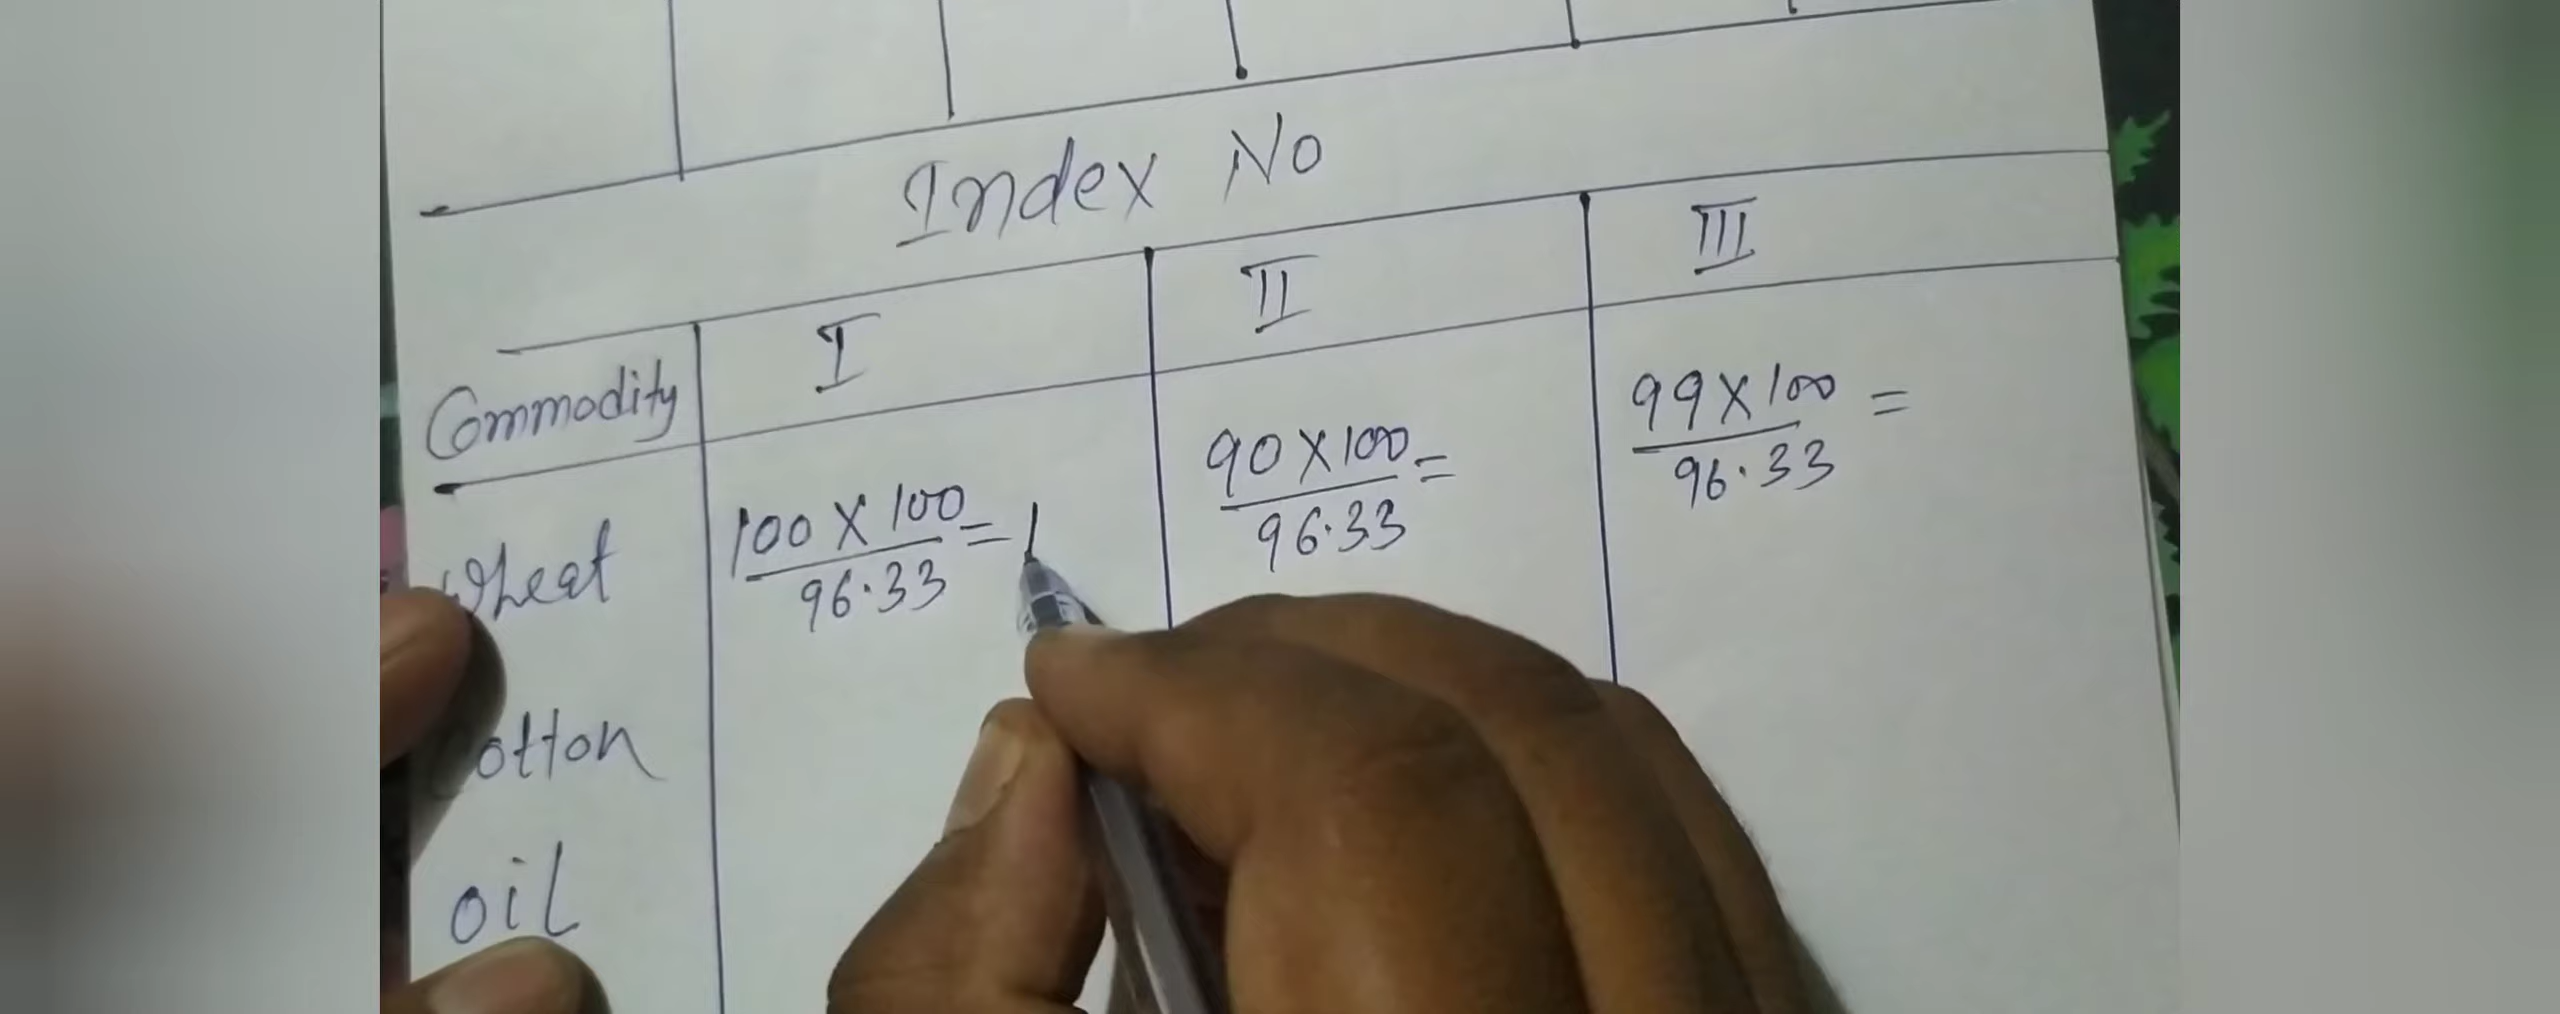 Index No
Commodity I II III
Wheat 100 X 100 / 96.33 = 1 90 X 100 / 96.33 = 99 X 100 / 96.33 =
otton
oil